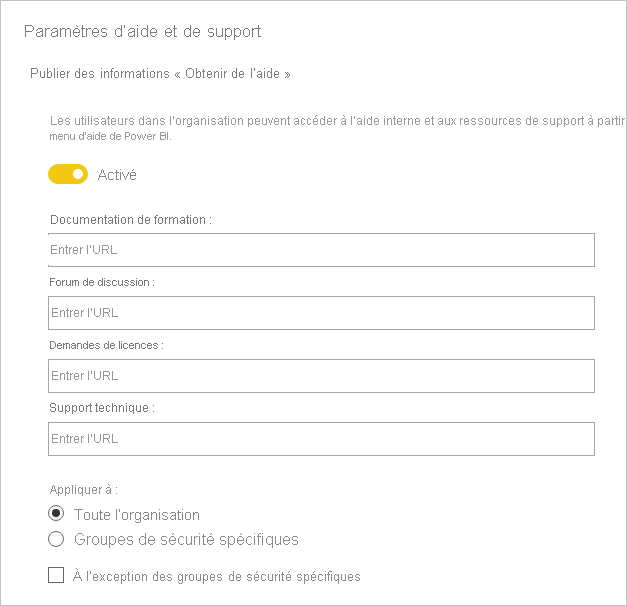 Paramètres d'aide et de support
Publier des informations « Obtenir de l'aide »
Les utilisateurs dans l'organisation peuvent accéder à l'aide interne et aux ressources de support à partir
menu d'aide de Power BI.
Activé
Documentation de formation :
Entrer l'URL
Forum de discussion :
Entrer l'URL
Demandes de licences :
Entrer l'URL
Support technique :
Entrer l'URL
Appliquer à :
Toute l'organisation
Groupes de sécurité spécifiques
À l'exception des groupes de sécurité spécifiques